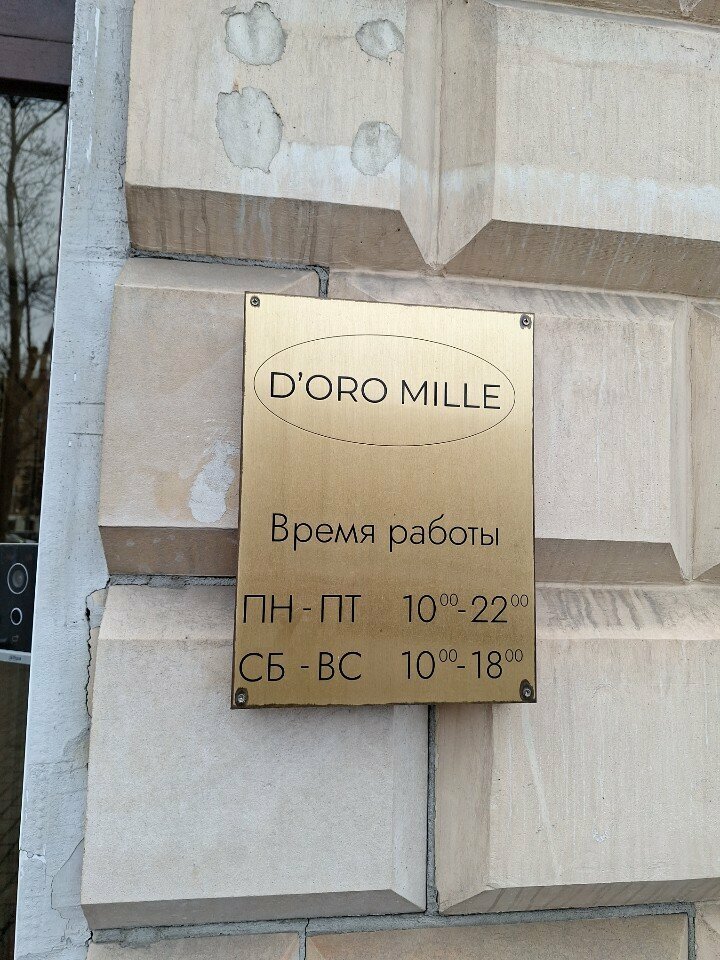 D'ORO MILLE
Время работы
ПН - ПТ 10⁰⁰-22⁰⁰
СБ - ВС 10⁰⁰-18⁰⁰